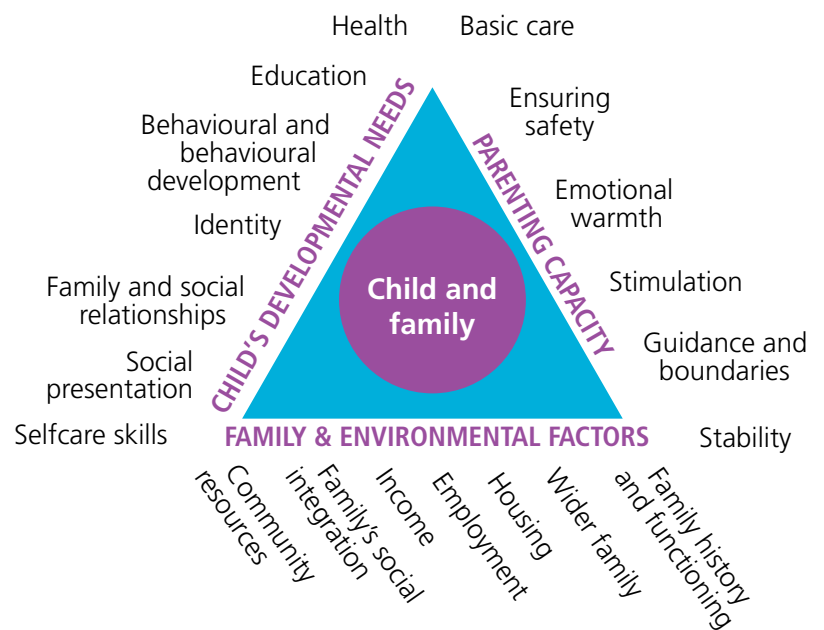 Health
Education
Behavioural and
behavioural
development
Identity
Family and social
relationships
Social
presentation
Selfcare skills
CHILD'S DEVELOPMENTAL NEEDS
Basic care
Ensuring
safety
Emotional
warmth
Stimulation
Guidance and
boundaries
Stability
PARENTING CAPACITY
Child and
family
FAMILY & ENVIRONMENTAL FACTORS
Community
resources
Family's social
integration
Income
Employment
Housing
Wider family
Family history
and functioning